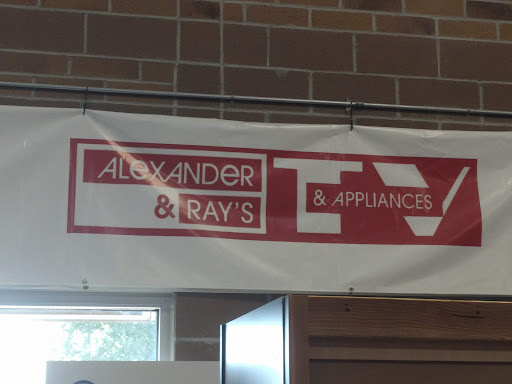 ALEXANDER
& RAY'S
TV
& APPLIANCES